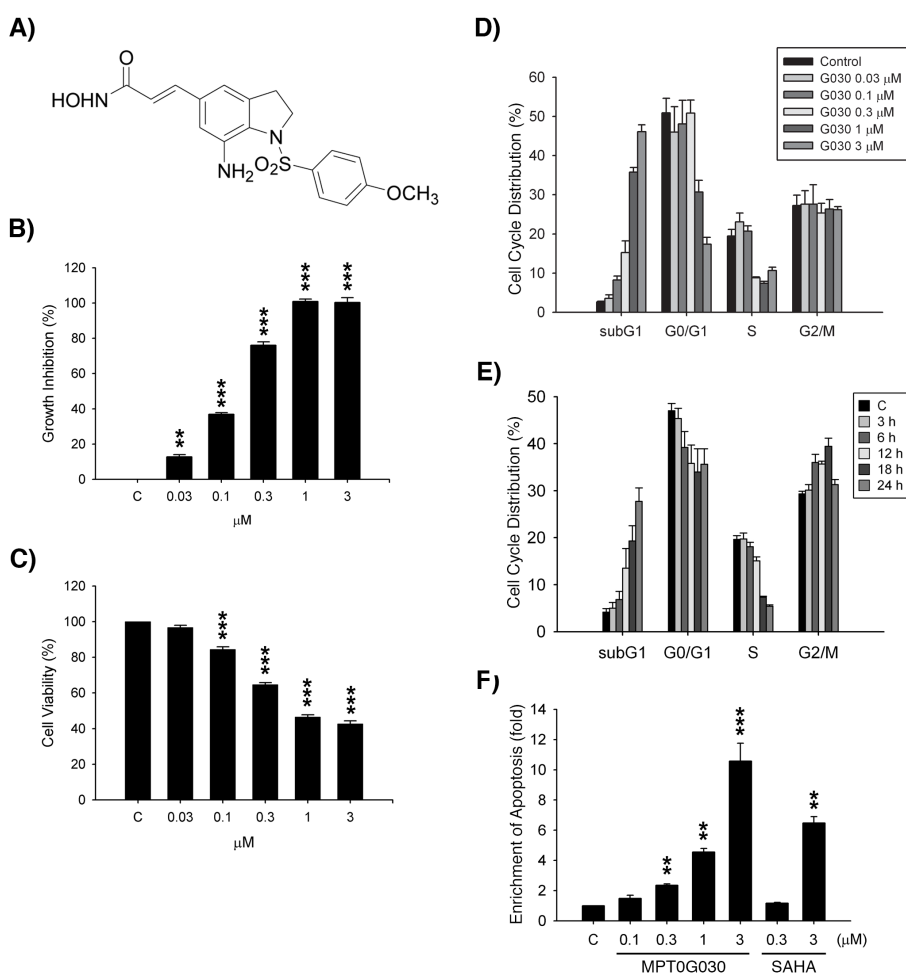 A)
O
HOHN
N
NH2
O2S
OCH3
B)
Growth Inhibition (%)
120
100
80
60
40
20
0
**
***
***
***
***
C 0.03 0.1 0.3 1 3
μM
C)
Cell Viability (%)
120
100
80
60
40
20
0
***
***
***
***
C 0.03 0.1 0.3 1 3
μM
D)
Cell Cycle Distribution (%)
60
50
40
30
20
10
0
Control
G030 0.03 μM
G030 0.1 μM
G030 0.3 μM
G030 1 μM
G030 3 μM
subG1 G0/G1 S G2/M
E)
Cell Cycle Distribution (%)
50
40
30
20
10
0
C
3 h
6 h
12 h
18 h
24 h
subG1 G0/G1 S G2/M
F)
Enrichment of Apoptosis (fold)
14
12
10
8
6
4
2
0
**
**
***
**
C 0.1 0.3 1 3 0.3 3 (μM)
MPT0G030 SAHA